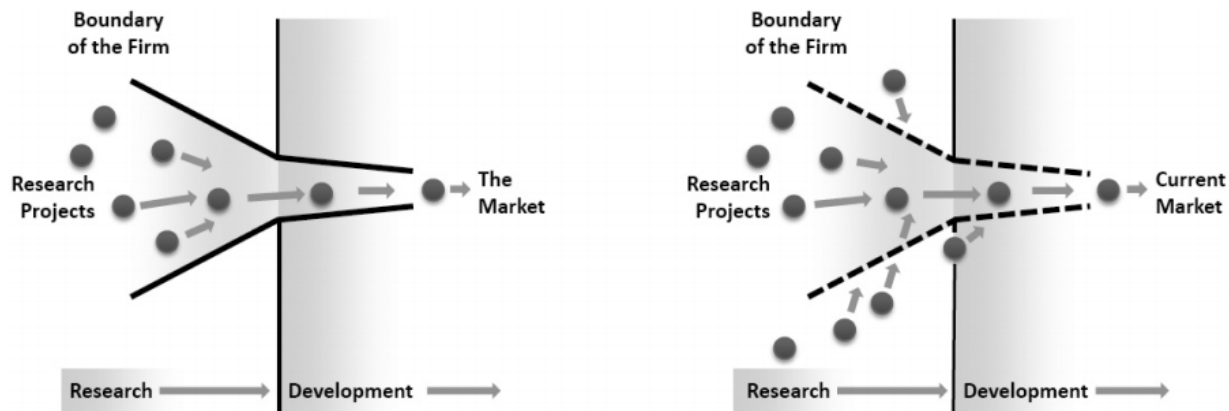 Boundary
of the Firm
Research
Projects
The
Market
Research
Development
Boundary
of the Firm
Research
Projects
Current
Market
Research
Development